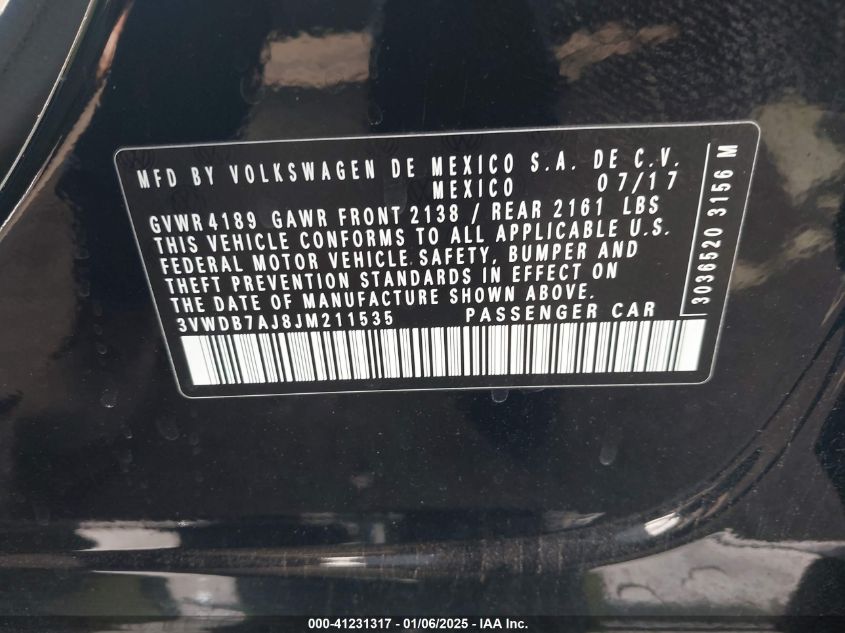 MFD BY VOLKSWAGEN DE MEXICO S.A. DE C.V.
MEXICO 07/17
GVWR 4189 GAWR FRONT 2138 / REAR 2161 LBS
THIS VEHICLE CONFORMS TO ALL APPLICABLE U.S.
FEDERAL MOTOR VEHICLE SAFETY, BUMPER AND
THEFT PREVENTION STANDARDS IN EFFECT ON
THE DATE OF MANUFACTURE SHOWN ABOVE.
3VWDB7AJ8JM211535 PASSENGER CAR
3036520 3156 M
000-41231317 - 01/06/2025 - IAA Inc.